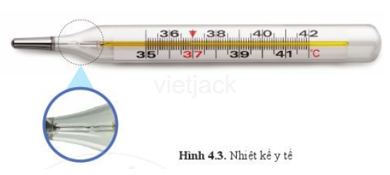 36 38 40 42
35 37 39 41 °C
vietjack
Hình 4.3. Nhiệt kế y tế